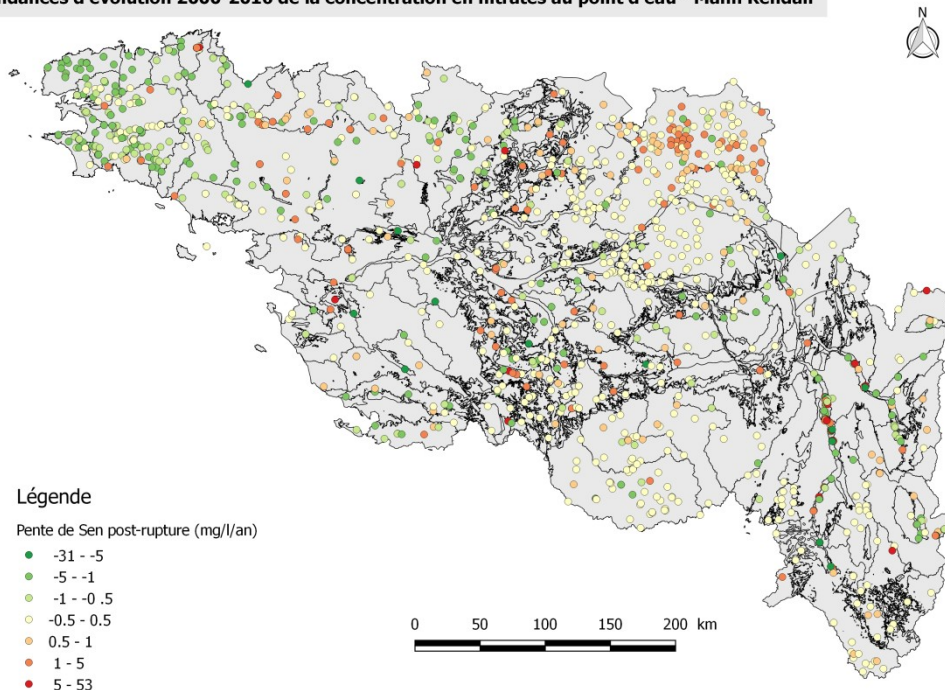 ndances d'évolution 2000-2016 de la concentration en nitrates au point d'eau - Mann Kendall
N
Légende
Pente de Sen post-rupture (mg/l/an)
-31 - -5
-5 - -1
-1 - -0 .5
-0.5 - 0.5
0.5 - 1
1 - 5
5 - 53
0 50 100 150 200 km